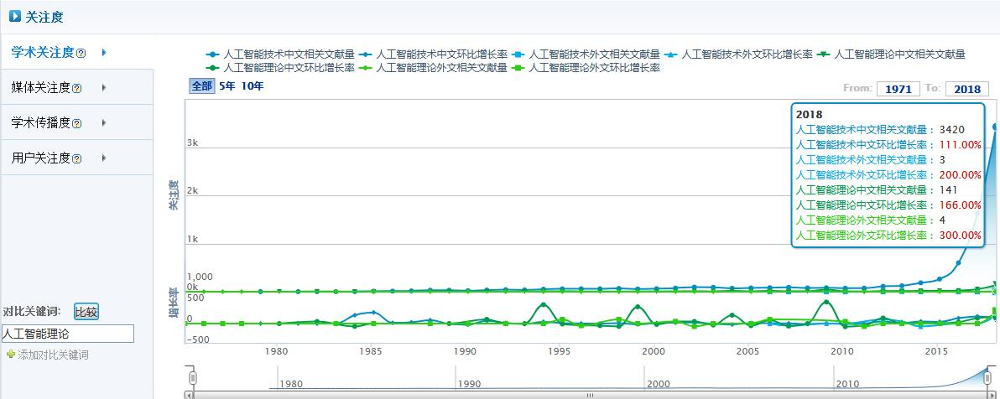 关注度
学术关注度?
媒体关注度?
学术传播度?
用户关注度?
对比关键词: 比较
人工智能理论
添加对比关键词
人工智能技术中文相关文献量 人工智能技术中文环比增长率 人工智能技术外文相关文献量 人工智能技术外文环比增长率 人工智能理论中文相关文献量
人工智能理论中文环比增长率 人工智能理论外文相关文献量 人工智能理论外文环比增长率
全部 5年 10年
From: 1971 To: 2018
2018
人工智能技术中文相关文献量: 3420
人工智能技术中文环比增长率: 111.00%
人工智能技术外文相关文献量: 3
人工智能技术外文环比增长率: 200.00%
人工智能理论中文相关文献量: 141
人工智能理论中文环比增长率: 166.00%
人工智能理论外文相关文献量: 4
人工智能理论外文环比增长率: 300.00%
关注度
3k
2k
1k
0k
增长率
1,000
500
0
-500
1980 1985 1990 1995 2000 2005 2010 2015
1980 1990 2000 2010